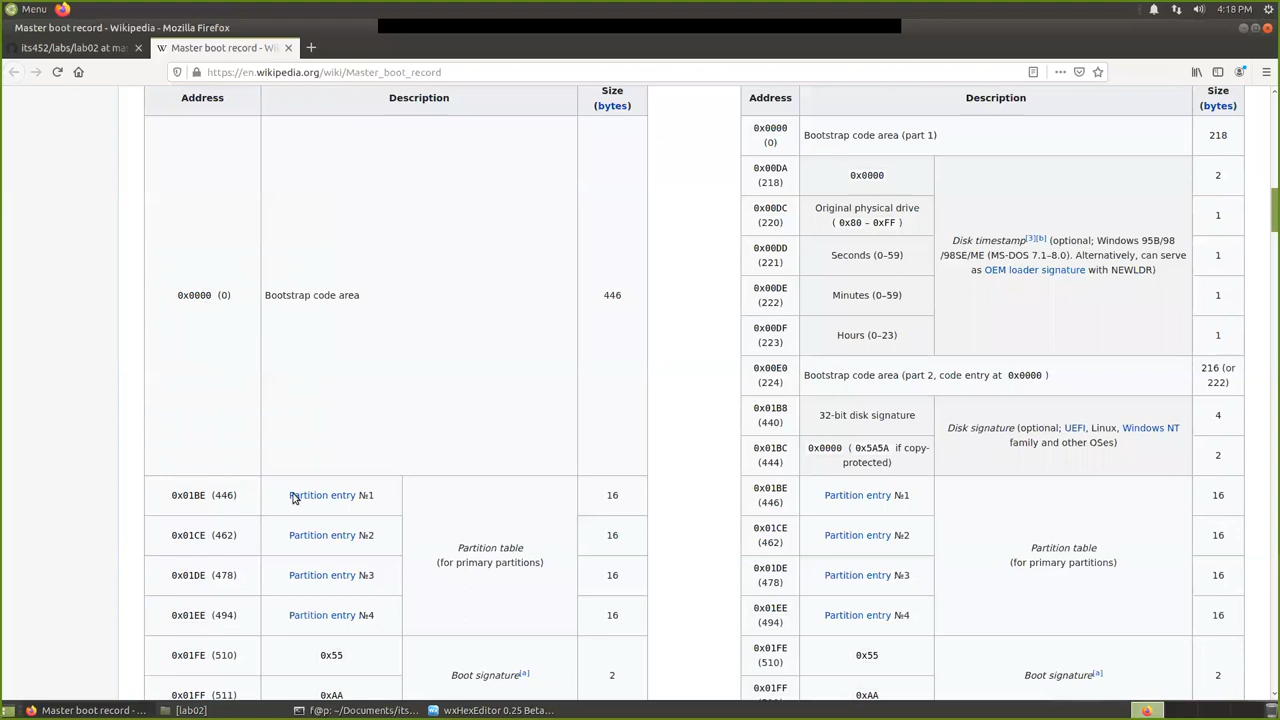 Menu
4:18 PM
Master boot record - Wikipedia - Mozilla Firefox
its452/labs/lab02 at ma
Master boot record - Wi
https://en.wikipedia.org/wiki/Master_boot_record
Address Description Size (bytes)
0x0000 (0) Bootstrap code area 446
0x01BE (446) Partition entry №1 Partition table (for primary partitions) 16
0x01CE (462) Partition entry №2 16
0x01DE (478) Partition entry №3 16
0x01EE (494) Partition entry №4 16
0x01FE (510) 0x55 Boot signature[a] 2
0x01FF (511) 0xAA
Address Description Size (bytes)
0x0000 (0) Bootstrap code area (part 1) 218
0x00DA (218) 0x0000 2
Disk timestamp[3][b] (optional; Windows 95B/98
/98SE/ME (MS-DOS 7.1–8.0). Alternatively, can serve
as OEM loader signature with NEWLDR)
0x00DC (220) Original physical drive (0x80 – 0xFF) 1
0x00DD (221) Seconds (0–59) 1
0x00DE (222) Minutes (0–59) 1
0x00DF (223) Hours (0–23) 1
0x00E0 (224) Bootstrap code area (part 2, code entry at 0x0000 ) 216 (or 222)
0x01B8 (440) 32-bit disk signature 4
Disk signature (optional; UEFI, Linux, Windows NT
family and other OSes)
0x01BC (444) 0x0000 ( 0x5A5A if copy-protected) 2
0x01BE (446) Partition entry №1 16
0x01CE (462) Partition entry №2 16
Partition table
(for primary partitions)
0x01DE (478) Partition entry №3 16
0x01EE (494) Partition entry №4 16
0x01FE (510) 0x55 Boot signature[a] 2
0x01FF 0xAA
Master boot record - ...
[lab02]
f@p: ~/Documents/its...
wxHexEditor 0.25 Beta...